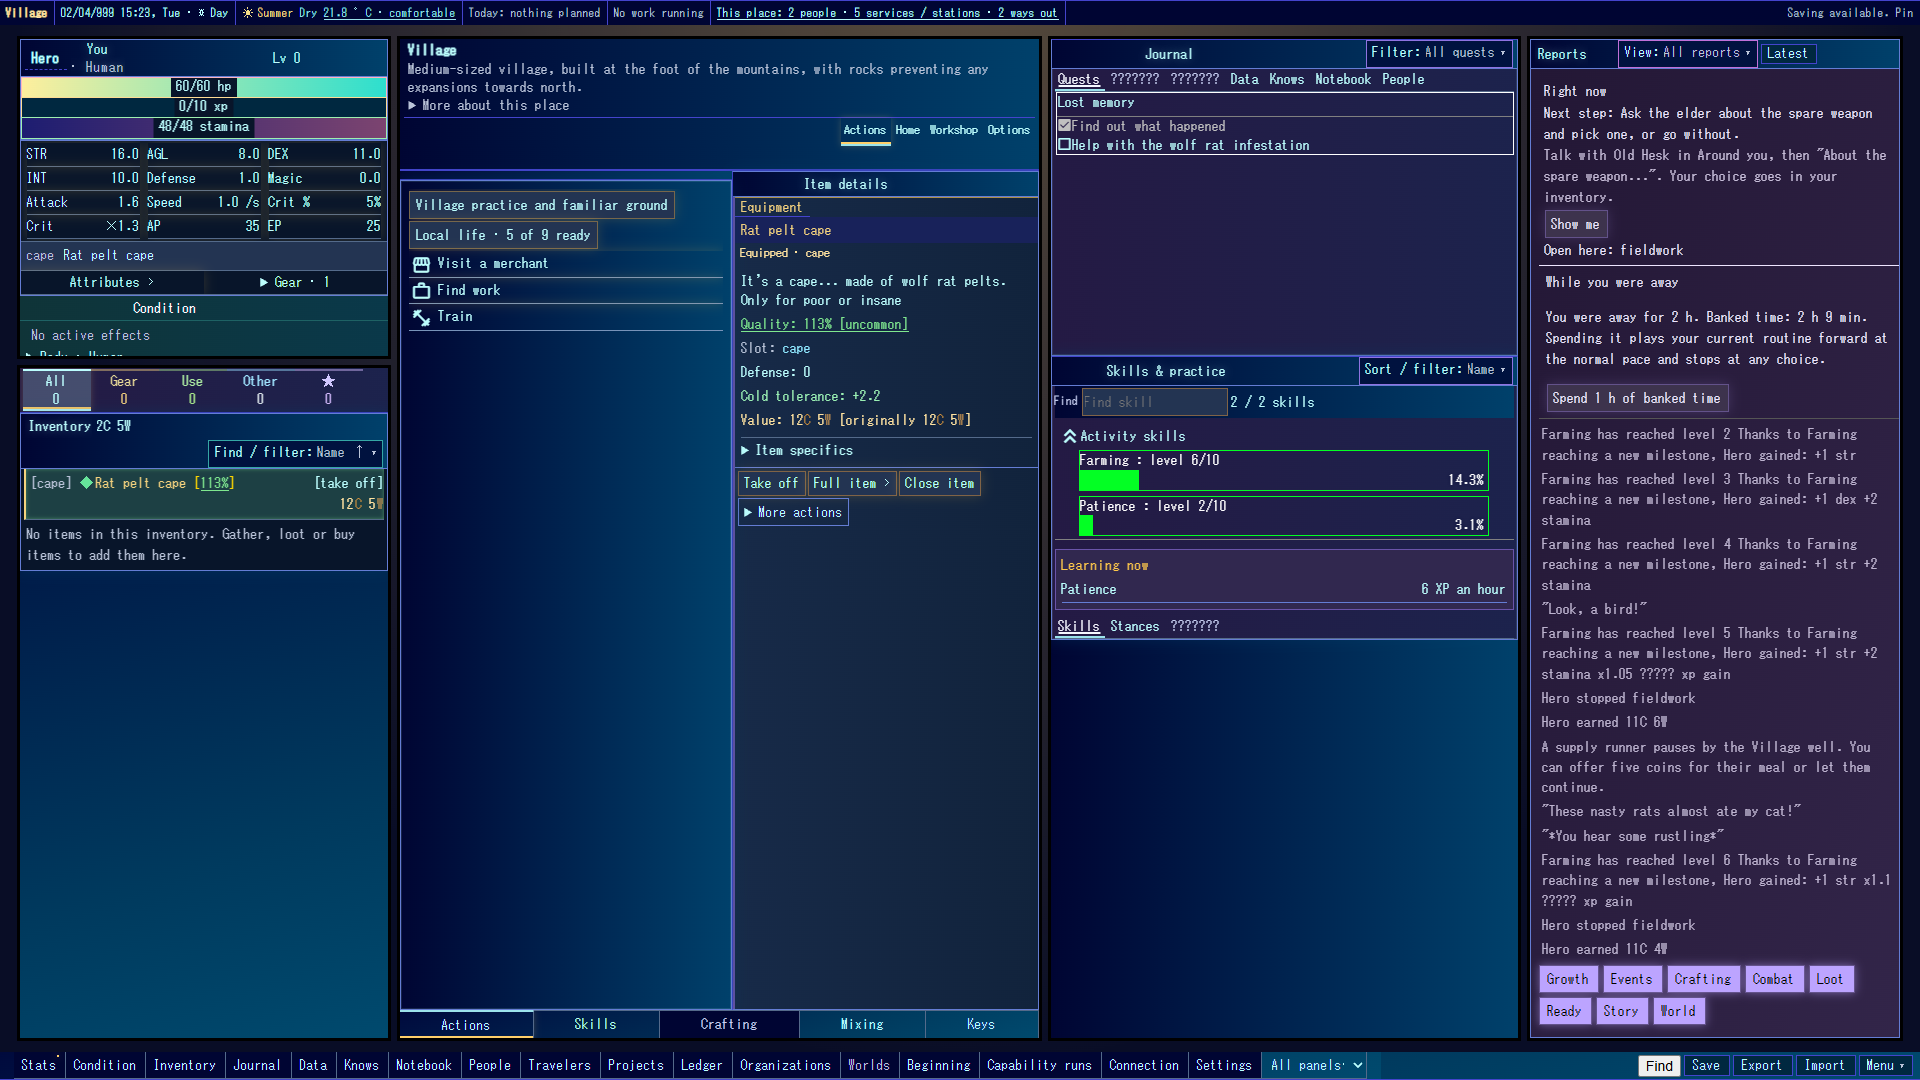 Village 02/04/999 15:23, Tue · ☀ Day ☀ Summer Dry 21.8 ° C · comfortable Today: nothing planned No work running This place: 2 people · 5 services / stations · 2 ways out Saving available. Pin
Hero · You Human Lv 0
60/60 hp
0/10 xp
48/48 stamina
STR 16.0 AGL 8.0 DEX 11.0
INT 10.0 Defense 1.0 Magic 0.0
Attack 1.6 Speed 1.0 /s Crit % 5%
Crit ×1.3 AP 35 EP 25
cape Rat pelt cape
Attributes > ▶ Gear · 1
Condition
No active effects
All Gear Use Other ★
0 0 0 0 0
Inventory 2C 5W
Find / filter: Name ↑ ▾
[cape] ◆Rat pelt cape [113%] [take off]
12C 5W
No items in this inventory. Gather, loot or buy
items to add them here.
Village
Medium-sized village, built at the foot of the mountains, with rocks preventing any
expansions towards north.
▶ More about this place
Actions Home Workshop Options
Village practice and familiar ground
Local life · 5 of 9 ready
Visit a merchant
Find work
Train
Item details
Equipment
Rat pelt cape
Equipped · cape
It's a cape... made of wolf rat pelts.
Only for poor or insane
Quality: 113% [uncommon]
Slot: cape
Defense: 0
Cold tolerance: +2.2
Value: 12C 5W [originally 12C 5W]
▶ Item specifics
Take off Full item > Close item
▶ More actions
Actions Skills Crafting Mixing Keys
Journal Filter: All quests ▾
Quests ??????? ??????? Data Knows Notebook People
Lost memory
☑Find out what happened
☐Help with the wolf rat infestation
Skills & practice Sort / filter: Name ▾
Find Find skill 2 / 2 skills
Activity skills
Farming : level 6/10
14.3%
Patience : level 2/10
3.1%
Learning now
Patience 6 XP an hour
Skills Stances ???????
Reports View: All reports ▾ Latest
Right now
Next step: Ask the elder about the spare weapon
and pick one, or go without.
Talk with Old Hesk in Around you, then "About the
spare weapon...". Your choice goes in your
inventory.
Show me
Open here: fieldwork
While you were away
You were away for 2 h. Banked time: 2 h 9 min.
Spending it plays your current routine forward at
the normal pace and stops at any choice.
Spend 1 h of banked time
Farming has reached level 2 Thanks to Farming
reaching a new milestone, Hero gained: +1 str
Farming has reached level 3 Thanks to Farming
reaching a new milestone, Hero gained: +1 dex +2
stamina
Farming has reached level 4 Thanks to Farming
reaching a new milestone, Hero gained: +1 str +2
stamina
"Look, a bird!"
Farming has reached level 5 Thanks to Farming
reaching a new milestone, Hero gained: +1 str +2
stamina x1.05 ????? xp gain
Hero stopped fieldwork
Hero earned 11C 6W
A supply runner pauses by the Village well. You
can offer five coins for their meal or let them
continue.
"These nasty rats almost ate my cat!"
"*You hear some rustling*"
Farming has reached level 6 Thanks to Farming
reaching a new milestone, Hero gained: +1 str x1.1
????? xp gain
Hero stopped fieldwork
Hero earned 11C 4W
Growth Events Crafting Combat Loot
Ready Story World
Stats Condition Inventory Journal Data Knows Notebook People Travelers Projects Ledger Organizations Worlds Beginning Capability runs Connection Settings All panels Find Save Export Import Menu ▾